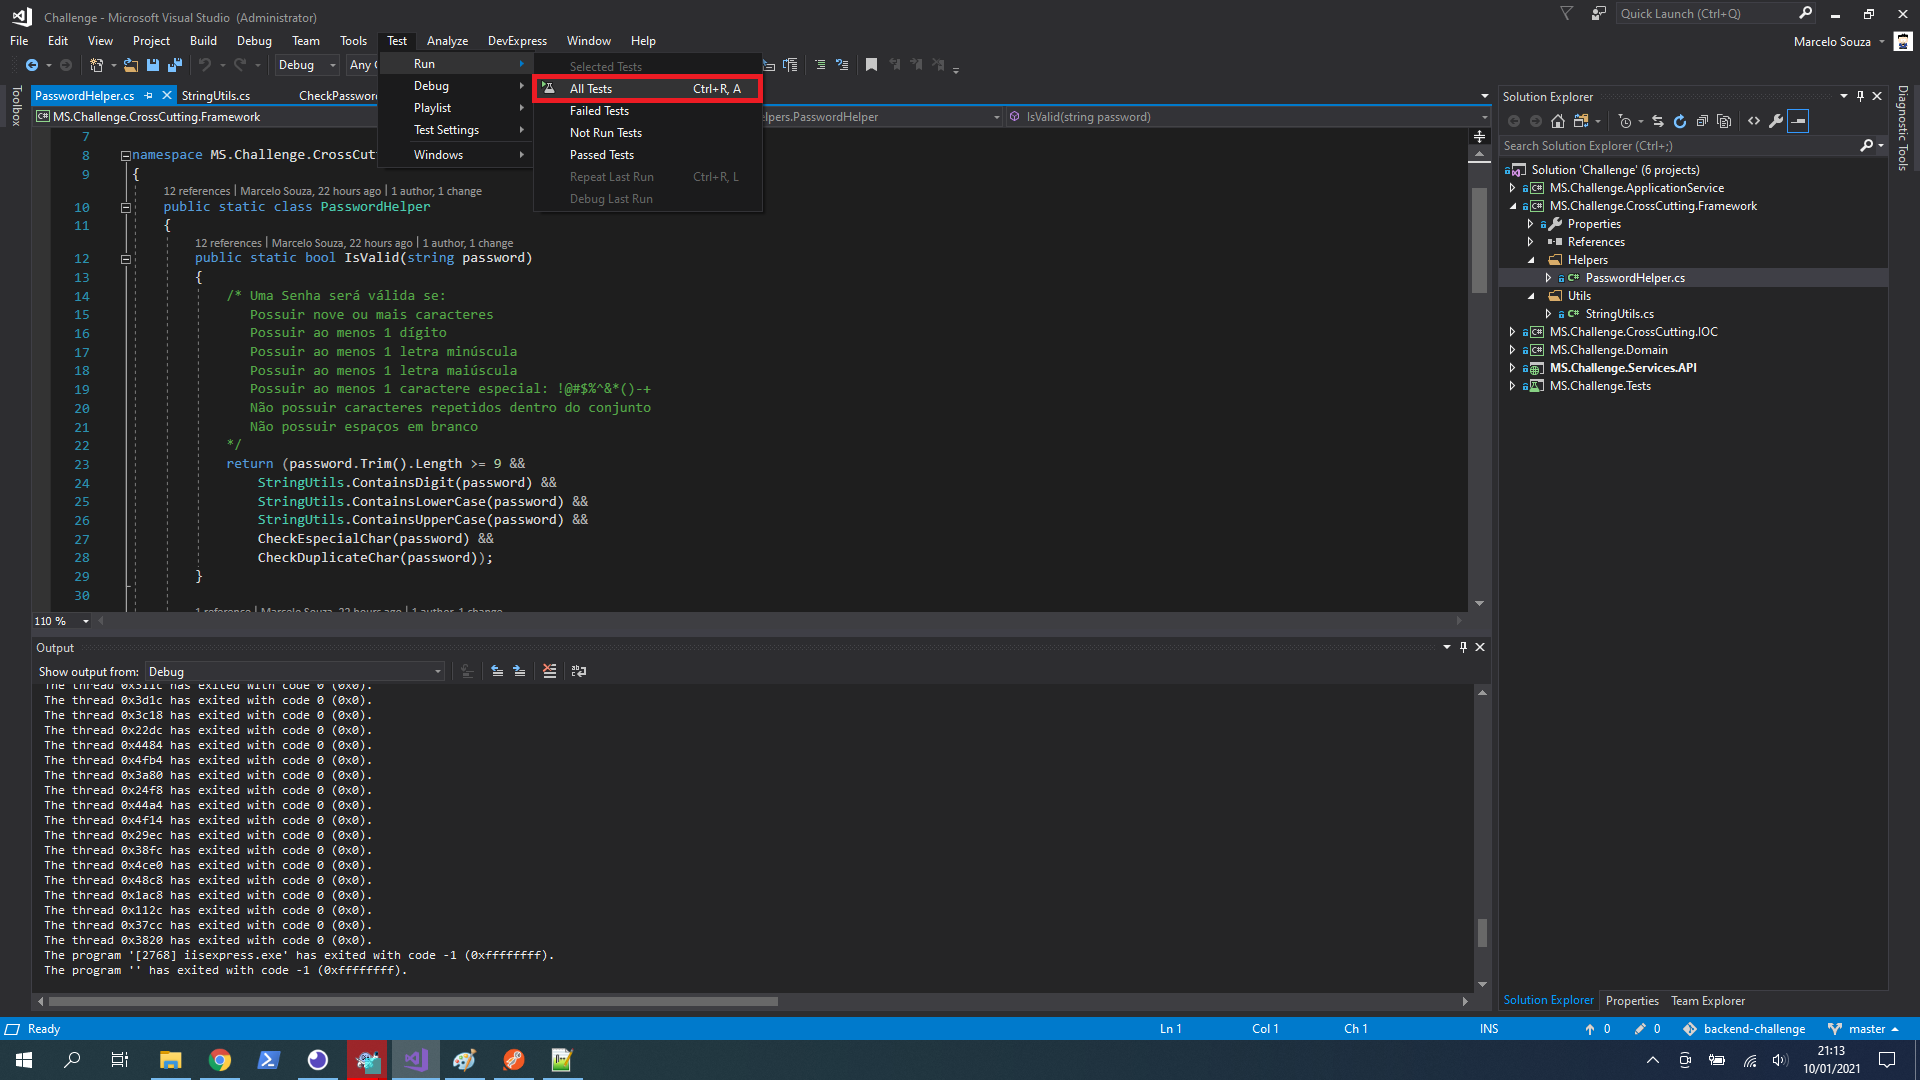 Challenge - Microsoft Visual Studio (Administrator)
Quick Launch (Ctrl+Q)
File Edit View Project Build Debug Team Tools Test Analyze DevExpress Window Help
Marcelo Souza
Debug Any C
Run
Debug
Playlist
Test Settings
Windows
Selected Tests
All Tests Ctrl+R, A
Failed Tests
Not Run Tests
Passed Tests
Repeat Last Run Ctrl+R, L
Debug Last Run
Toolbox
PasswordHelper.cs StringUtils.cs CheckPassword
MS.Challenge.CrossCutting.Framework
lpers.PasswordHelper
IsValid(string password)
7
8 namespace MS.Challenge.CrossCut
9 {
12 references | Marcelo Souza, 22 hours ago | 1 author, 1 change
10 public static class PasswordHelper
11 {
12 references | Marcelo Souza, 22 hours ago | 1 author, 1 change
12 public static bool IsValid(string password)
13 {
14 /* Uma Senha será válida se:
15 Possuir nove ou mais caracteres
16 Possuir ao menos 1 dígito
17 Possuir ao menos 1 letra minúscula
18 Possuir ao menos 1 letra maiúscula
19 Possuir ao menos 1 caractere especial: !@#$%^&*()-+
20 Não possuir caracteres repetidos dentro do conjunto
21 Não possuir espaços em branco
22 */
23 return (password.Trim().Length >= 9 &&
24 StringUtils.ContainsDigit(password) &&
25 StringUtils.ContainsLowerCase(password) &&
26 StringUtils.ContainsUpperCase(password) &&
27 CheckEspecialChar(password) &&
28 CheckDuplicateChar(password));
29 }
30
1 reference | Marcelo Souza, 22 hours ago | 1 author, 1 change
110 %
Output
Show output from: Debug
The thread 0x311c has exited with code 0 (0x0).
The thread 0x3d1c has exited with code 0 (0x0).
The thread 0x3c18 has exited with code 0 (0x0).
The thread 0x22dc has exited with code 0 (0x0).
The thread 0x4484 has exited with code 0 (0x0).
The thread 0x4fb4 has exited with code 0 (0x0).
The thread 0x3a80 has exited with code 0 (0x0).
The thread 0x24f8 has exited with code 0 (0x0).
The thread 0x44a4 has exited with code 0 (0x0).
The thread 0x4f14 has exited with code 0 (0x0).
The thread 0x29ec has exited with code 0 (0x0).
The thread 0x38fc has exited with code 0 (0x0).
The thread 0x4ce0 has exited with code 0 (0x0).
The thread 0x48c8 has exited with code 0 (0x0).
The thread 0x1ac8 has exited with code 0 (0x0).
The thread 0x112c has exited with code 0 (0x0).
The thread 0x37cc has exited with code 0 (0x0).
The thread 0x3820 has exited with code 0 (0x0).
The program '[2768] iisexpress.exe' has exited with code -1 (0xffffffff).
The program '' has exited with code -1 (0xffffffff).
Solution Explorer
Search Solution Explorer (Ctrl+;)
Solution 'Challenge' (6 projects)
MS.Challenge.ApplicationService
MS.Challenge.CrossCutting.Framework
Properties
References
Helpers
PasswordHelper.cs
Utils
StringUtils.cs
MS.Challenge.CrossCutting.IOC
MS.Challenge.Domain
MS.Challenge.Services.API
MS.Challenge.Tests
Solution Explorer Properties Team Explorer
Diagnostic Tools
Ready Ln 1 Col 1 Ch 1 INS 0 0 backend-challenge master
21:13
10/01/2021